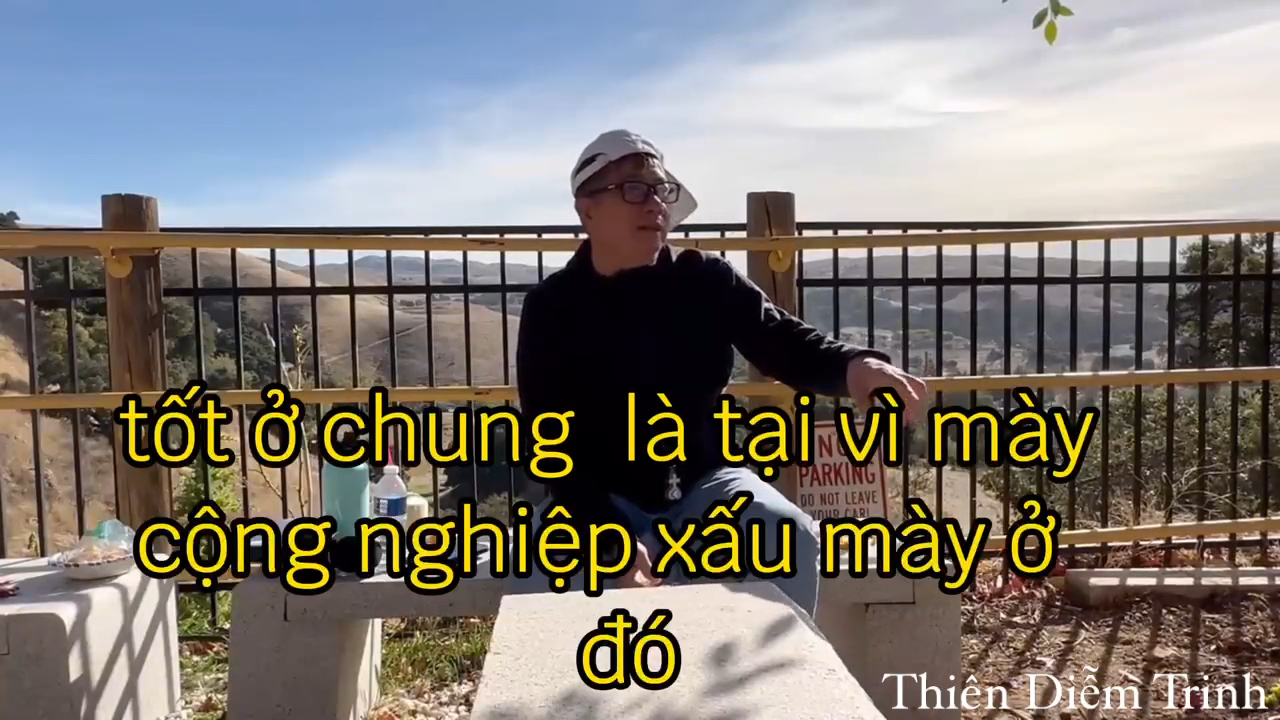 tốt ở chung là tại vì mày
cộng nghiệp xấu mày ở
đó
PARKING
DO NOT LEAVE
YOUR CAR!
Thiên Diễm Trinh